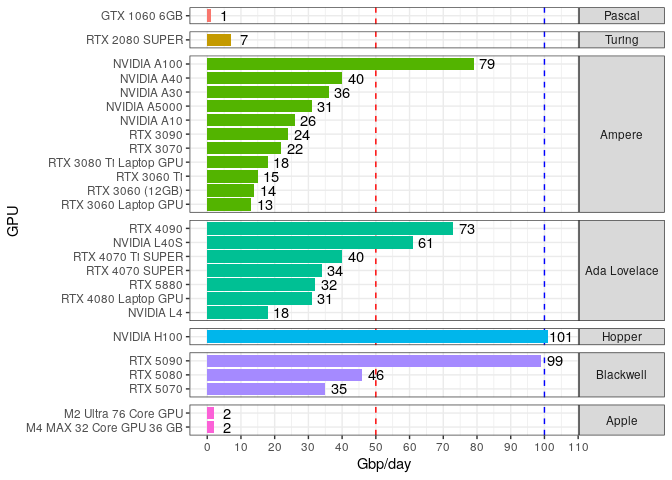 GTX 1060 6GB 1 Pascal
RTX 2080 SUPER 7 Turing
NVIDIA A100 79
NVIDIA A40 40
NVIDIA A30 36
NVIDIA A5000 31
NVIDIA A10 26
RTX 3090 24
RTX 3070 22
RTX 3080 Ti Laptop GPU 18
RTX 3060 Ti 15
RTX 3060 (12GB) 14
RTX 3060 Laptop GPU 13
Ampere
RTX 4090 73
NVIDIA L40S 61
RTX 4070 Ti SUPER 40
RTX 4070 SUPER 34
RTX 5880 32
RTX 4080 Laptop GPU 31
NVIDIA L4 18
Ada Lovelace
NVIDIA H100 101 Hopper
RTX 5090 99
RTX 5080 46
RTX 5070 35
Blackwell
M2 Ultra 76 Core GPU 2
M4 MAX 32 Core GPU 36 GB 2
Apple
0 10 20 30 40 50 60 70 80 90 100 110
Gbp/day
GPU